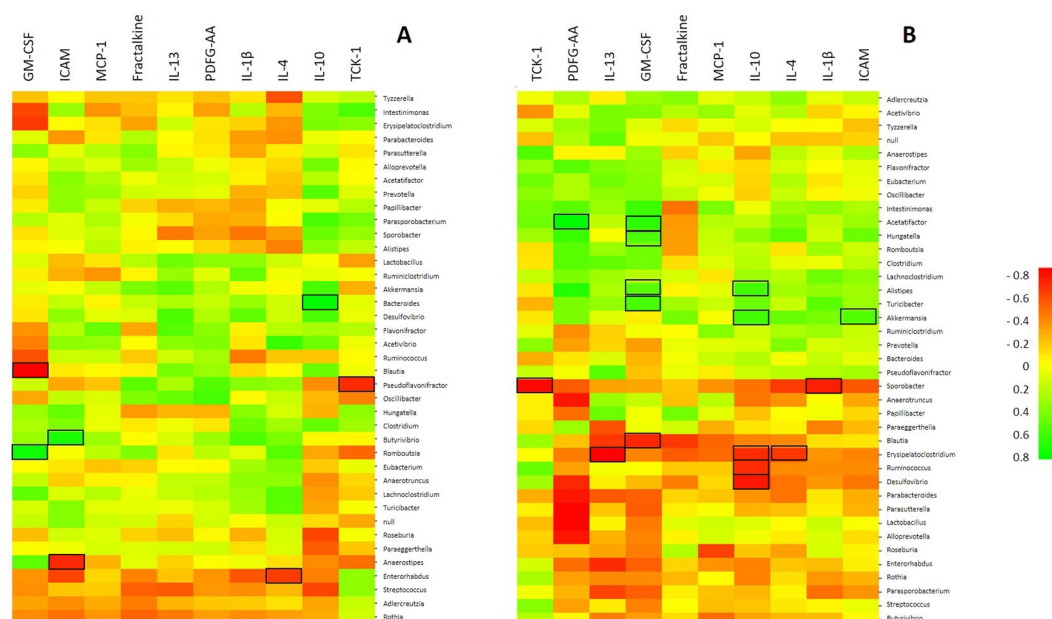 A
GM-CSF
ICAM
MCP-1
Fractalkine
IL-13
PDFG-AA
IL-1β
IL-4
IL-10
TCK-1
Tyzzerella
Intestinimonas
Erysipelatoclostridium
Parabacteroides
Parasutterella
Alloprevotella
Acetatifactor
Prevotella
Papillibacter
Parasporobacterium
Sporobacter
Alistipes
Lactobacillus
Ruminiclostridium
Akkermansia
Bacteroides
Desulfovibrio
Flavonifractor
Acetivibrio
Ruminococcus
Blautia
Pseudoflavonifractor
Oscillibacter
Hungatella
Clostridium
Butyrivibrio
Romboutsia
Eubacterium
Anaerotruncus
Lachnoclostridium
Turicibacter
null
Roseburia
Paraeggerthella
Anaerostipes
Enterorhabdus
Streptococcus
Adlercreutzia
Rothia
B
TCK-1
PDFG-AA
IL-13
GM-CSF
Fractalkine
MCP-1
IL-10
IL-4
IL-1β
ICAM
Adlercreutzia
Acetivibrio
Tyzzerella
null
Anaerostipes
Flavonifractor
Eubacterium
Oscillibacter
Intestinimonas
Acetatifactor
Hungatella
Romboutsia
Clostridium
Lachnoclostridium
Alistipes
Turicibacter
Akkermansia
Ruminiclostridium
Prevotella
Bacteroides
Pseudoflavonifractor
Sporobacter
Anaerotruncus
Papillibacter
Paraeggerthella
Blautia
Erysipelatoclostridium
Ruminococcus
Desulfovibrio
Parabacteroides
Parasutterella
Lactobacillus
Alloprevotella
Roseburia
Enterorhabdus
Rothia
Parasporobacterium
Streptococcus
Butyrivibrio
- 0.8
- 0.6
- 0.4
- 0.2
0
0.2
0.4
0.6
0.8